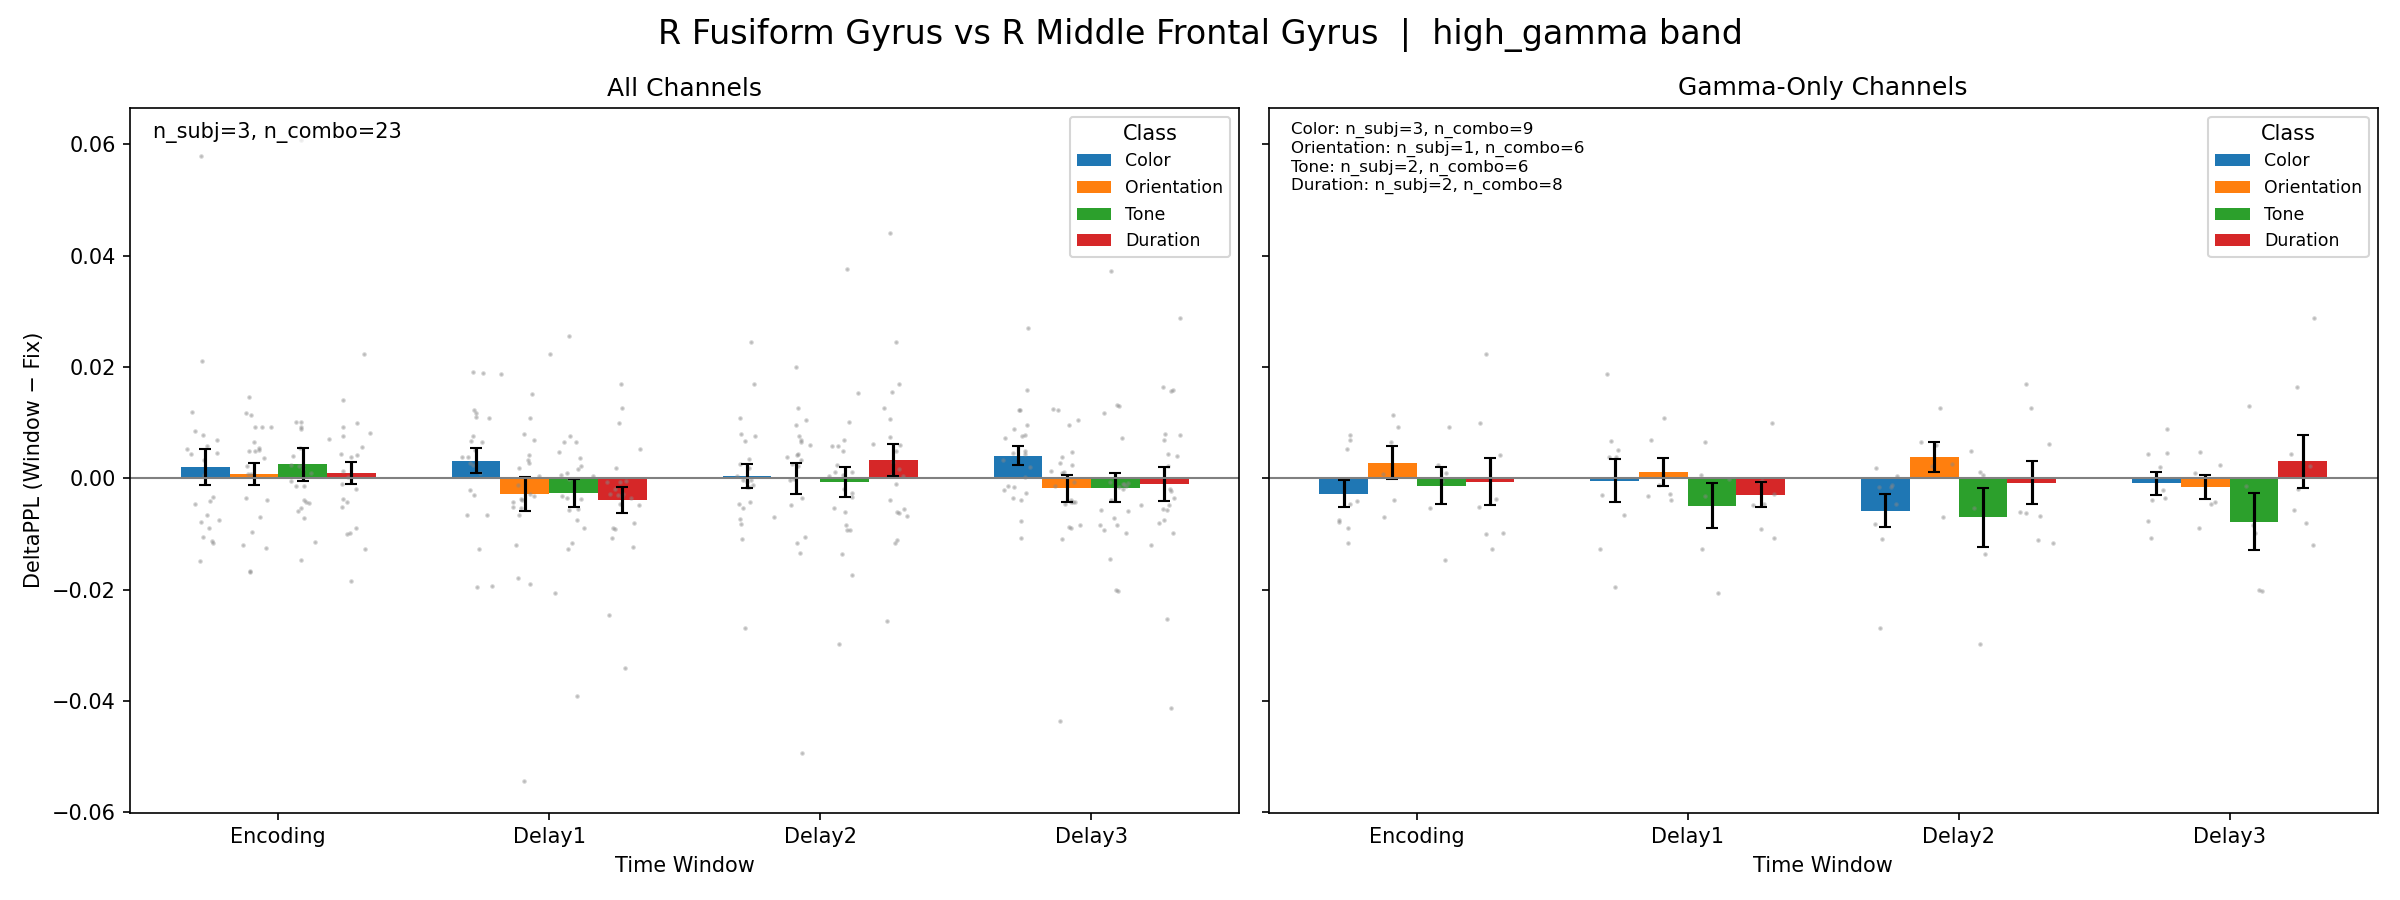 R Fusiform Gyrus vs R Middle Frontal Gyrus  |  high_gamma band
All Channels
n_subj=3, n_combo=23
Class
Color
Orientation
Tone
Duration
0.06
0.04
0.02
0.00
−0.02
−0.04
−0.06
DeltaPPL (Window − Fix)
Encoding
Delay1
Delay2
Delay3
Time Window
Gamma-Only Channels
Color: n_subj=3, n_combo=9
Orientation: n_subj=1, n_combo=6
Tone: n_subj=2, n_combo=6
Duration: n_subj=2, n_combo=8
Class
Color
Orientation
Tone
Duration
Encoding
Delay1
Delay2
Delay3
Time Window